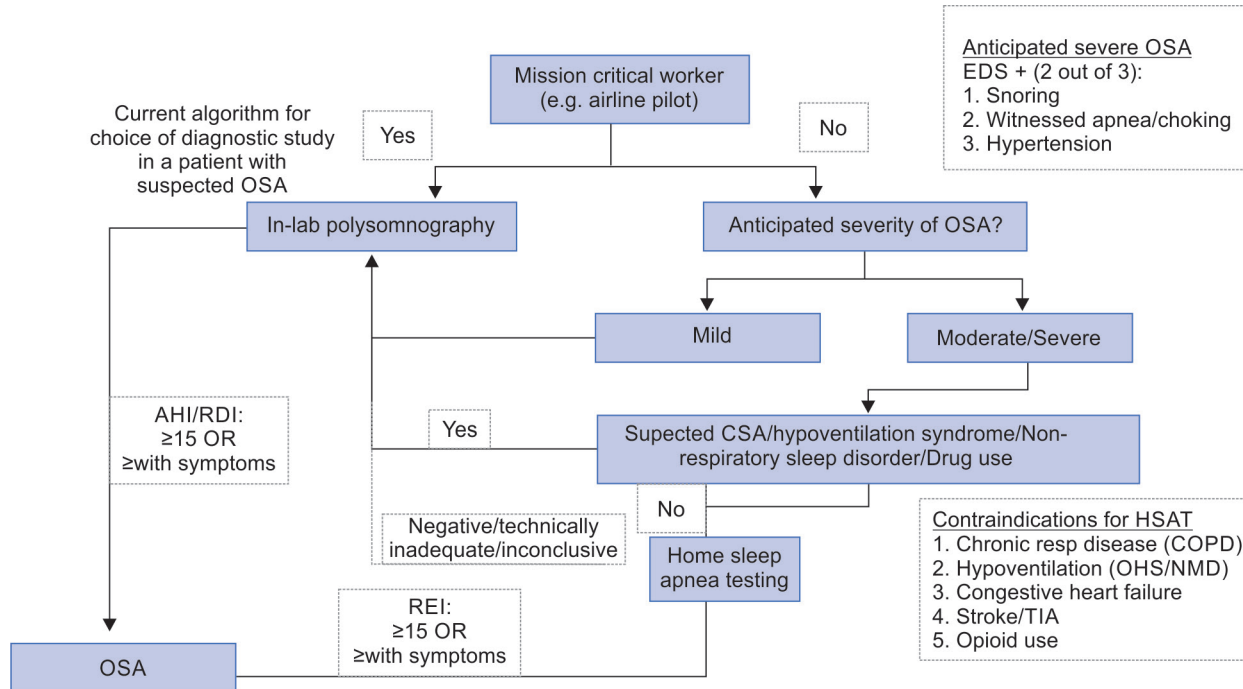 Anticipated severe OSA
EDS + (2 out of 3):
1. Snoring
2. Witnessed apnea/choking
3. Hypertension
Mission critical worker
(e.g. airline pilot)
Current algorithm for
choice of diagnostic study
in a patient with
suspected OSA
Yes
No
In-lab polysomnography
Anticipated severity of OSA?
Mild
Moderate/Severe
AHI/RDI:
≥15 OR
≥with symptoms
Yes
Supected CSA/hypoventilation syndrome/Non-
respiratory sleep disorder/Drug use
No
Negative/technically
inadequate/inconclusive
Home sleep
apnea testing
Contraindications for HSAT
1. Chronic resp disease (COPD)
2. Hypoventilation (OHS/NMD)
3. Congestive heart failure
4. Stroke/TIA
5. Opioid use
REI:
≥15 OR
≥with symptoms
OSA